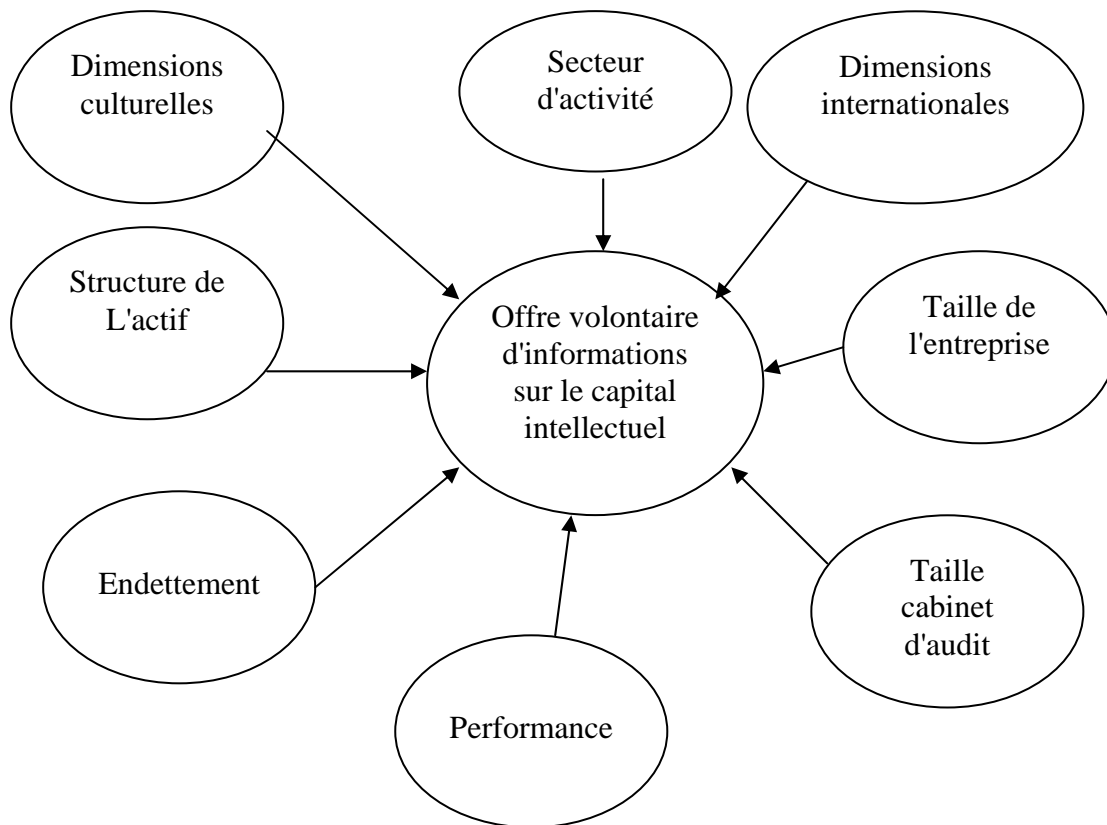 Dimensions
culturelles
Secteur
d'activité
Dimensions
internationales
Structure de
L'actif
Offre volontaire
d'informations
sur le capital
intellectuel
Taille de
l'entreprise
Endettement
Taille
cabinet
d'audit
Performance